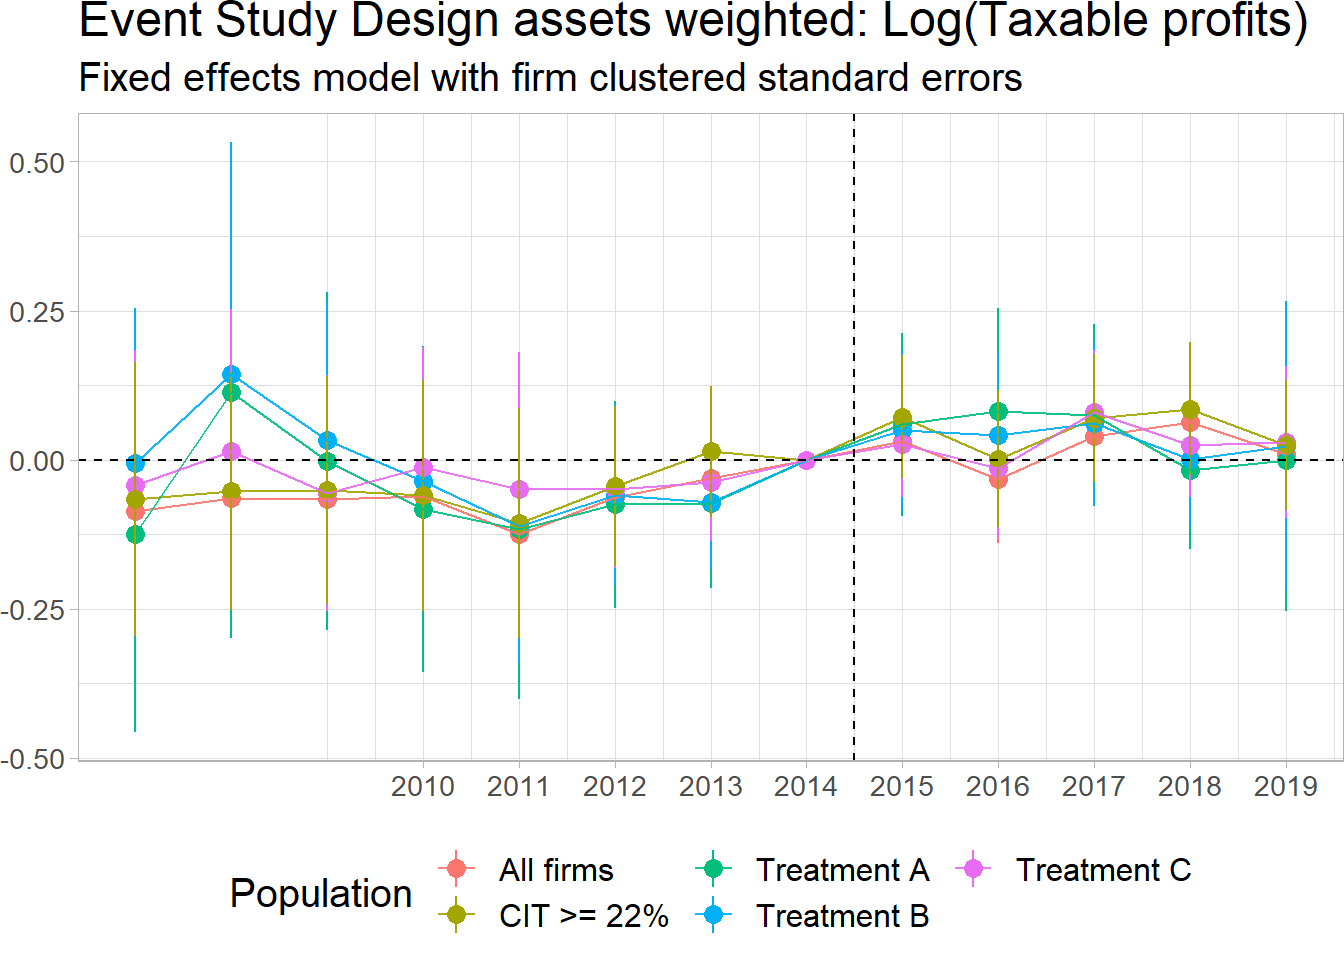 Event Study Design assets weighted: Log(Taxable profits)
Fixed effects model with firm clustered standard errors
0.50
0.25
0.00
-0.25
-0.50
2010 2011 2012 2013 2014 2015 2016 2017 2018 2019
Population
All firms Treatment A Treatment C
CIT >= 22% Treatment B